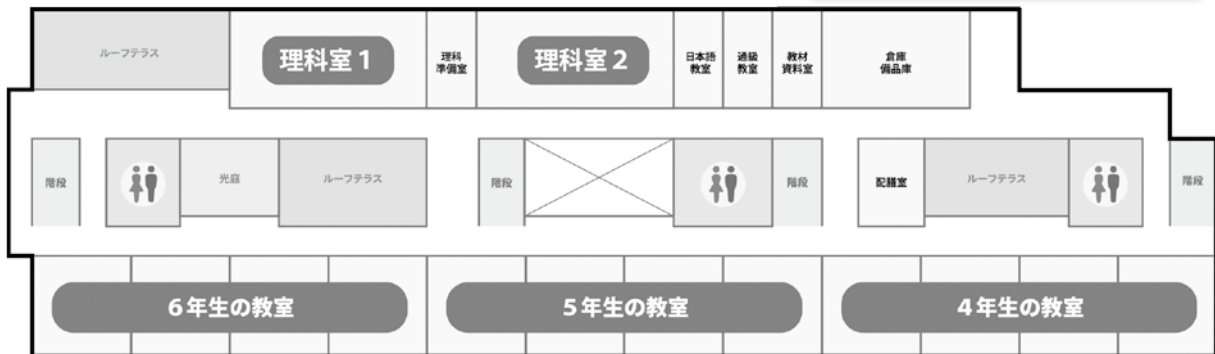 ルーフテラス
理科室1
理科
準備室
理科室2
日本語
教室
通級
教室
教材
資料室
倉庫
備品庫
階段
光庭
ルーフテラス
階段
階段
配膳室
ルーフテラス
階段
6年生の教室
5年生の教室
4年生の教室